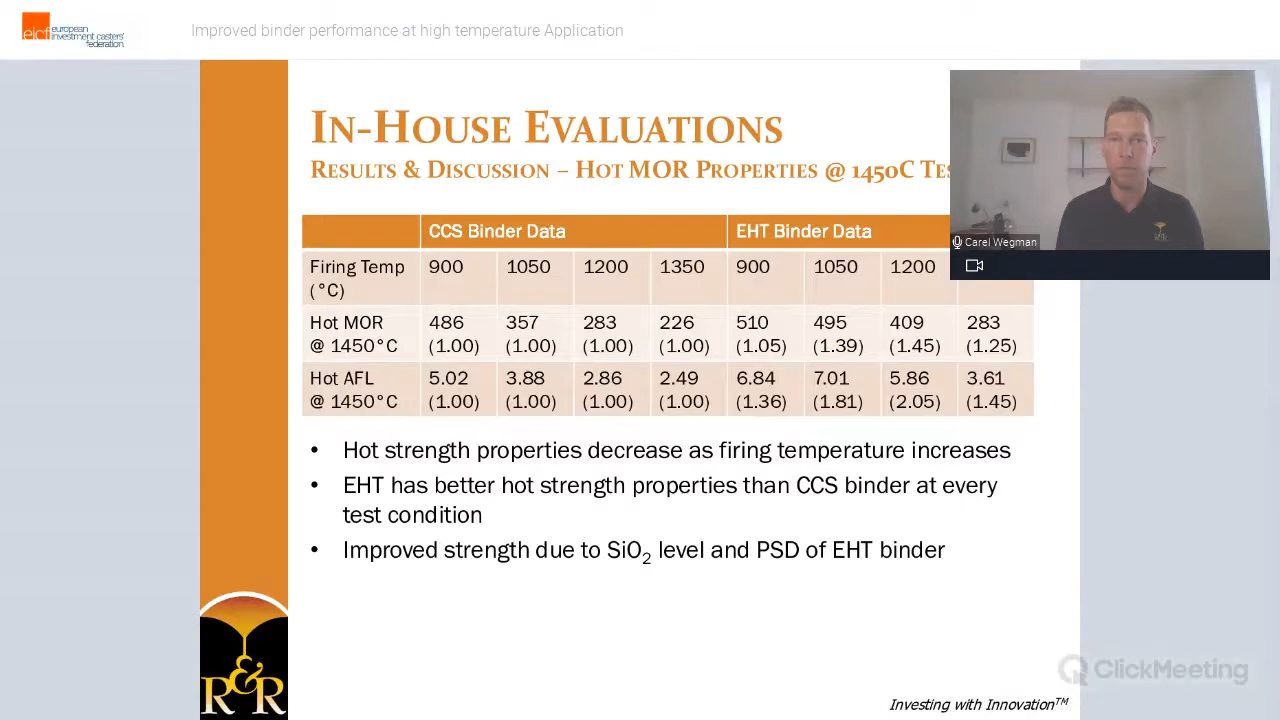 eicf european
investment casters'
federation.
Improved binder performance at high temperature Application
IN-HOUSE EVALUATIONS
RESULTS & DISCUSSION – HOT MOR PROPERTIES @ 1450C
CCS Binder Data EHT Binder Data
Firing Temp 900 1050 1200 1350 900 1050 1200
(°C)
Hot MOR 486 357 283 226 510 495 409 283
@ 1450°C (1.00) (1.00) (1.00) (1.00) (1.05) (1.39) (1.45) (1.25)
Hot AFL 5.02 3.88 2.86 2.49 6.84 7.01 5.86 3.61
@ 1450°C (1.00) (1.00) (1.00) (1.00) (1.36) (1.81) (2.05) (1.45)
• Hot strength properties decrease as firing temperature increases
• EHT has better hot strength properties than CCS binder at every
test condition
• Improved strength due to SiO2 level and PSD of EHT binder
Carel Wegman
R&R
R&R
ClickMeeting
Investing with Innovation™